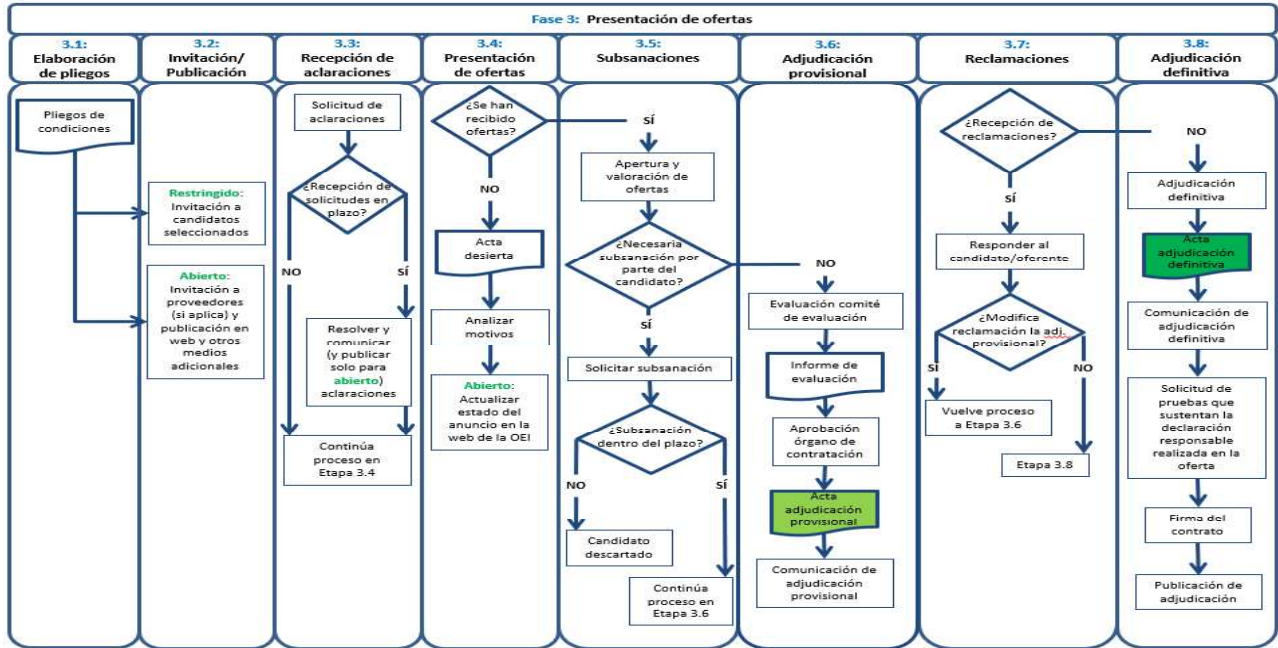 Fase 3: Presentación de ofertas
3.1:
Elaboración
de pliegos
3.2:
Invitación/
Publicación
3.3:
Recepción de
aclaraciones
3.4:
Presentación
de ofertas
3.5:
Subsanaciones
3.6:
Adjudicación
provisional
3.7:
Reclamaciones
3.8:
Adjudicación
definitiva
Pliegos de
condiciones
Restringido:
Invitación a
candidatos
seleccionados
Abierto:
Invitación a
proveedores
(si aplica) y
publicación en
web y otros
medios
adicionales
Solicitud de
aclaraciones
¿Recepción de
solicitudes en
plazo?
NO
SÍ
Resolver y
comunicar
(y publicar
solo para
abierto)
aclaraciones
Continúa
proceso en
Etapa 3.4
¿Se han
recibido
ofertas?
NO
Acta
desierta
Analizar
motivos
Abierto:
Actualizar
estado del
anuncio en la
web de la OEI
SÍ
Apertura y
valoración de
ofertas
¿Necesaria
subsanación por
parte del
candidato?
SÍ
Solicitar subsanación
¿Subsanación
dentro del plazo?
NO
SÍ
Candidato
descartado
Continúa
proceso en
Etapa 3.6
NO
Evaluación comité
de evaluación
Informe de
evaluación
Aprobación
órgano de
contratación
Acta
adjudicación
provisional
Comunicación de
adjudicación
provisional
¿Recepción de
reclamaciones?
SÍ
Responder al
candidato/oferente
¿Modifica
reclamación la adj.
provisional?
SÍ
NO
Vuelve proceso
a Etapa 3.6
Etapa 3.8
NO
Adjudicación
definitiva
Acta
adjudicación
definitiva
Comunicación de
adjudicación
definitiva
Solicitud de
pruebas que
sustentan la
declaración
responsable
realizada en la
oferta
Firma del
contrato
Publicación de
adjudicación